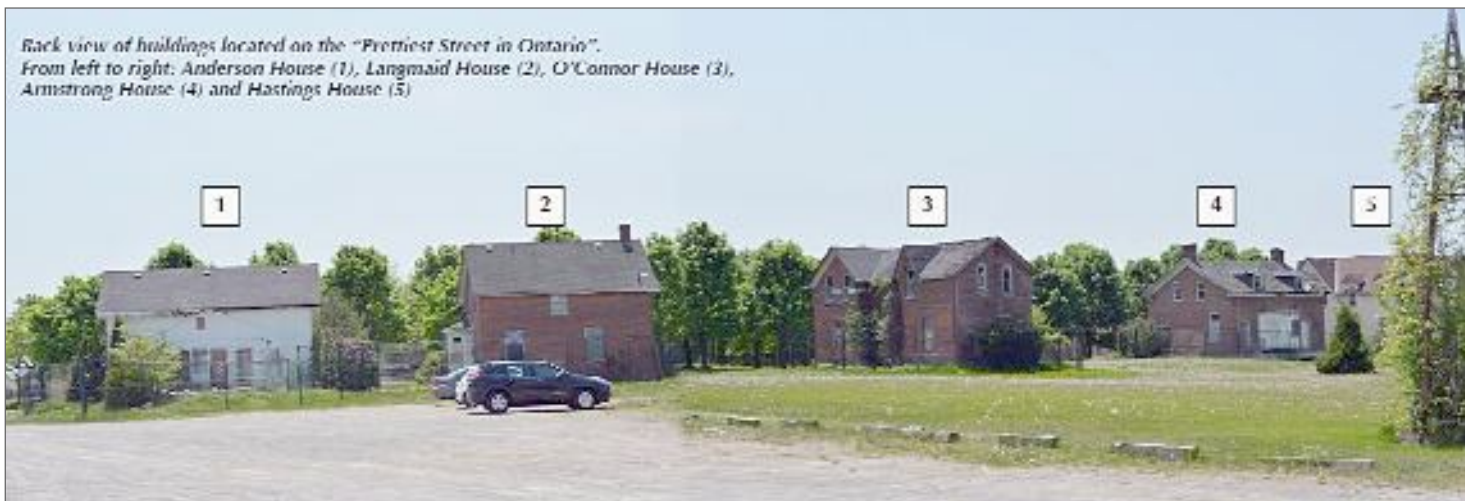 Back view of buildings located on the “Prettiest Street in Ontario”.
From left to right: Anderson House (1), Langmaid House (2), O’Connor House (3),
Armstrong House (4) and Hastings House (5)
1 2 3 4 5